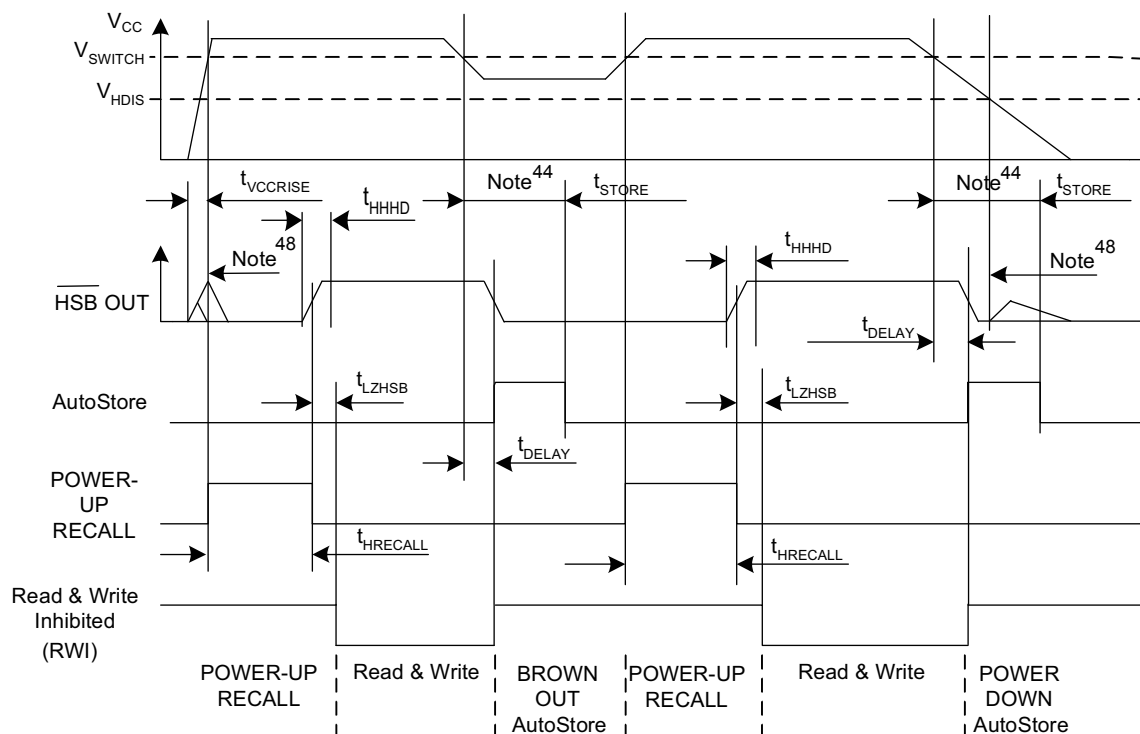 VCC
VSWITCH
VHDIS
tVCCRISE
Note44
tSTORE
Note44
tSTORE
tHHHD
Note48
tHHHD
Note48
HSB OUT
tDELAY
tLZHSB
tLZHSB
AutoStore
tDELAY
POWER-
UP
RECALL
tHRECALL
tHRECALL
Read & Write
Inhibited
(RWI)
POWER-UP
RECALL
Read & Write
BROWN
OUT
AutoStore
POWER-UP
RECALL
Read & Write
POWER
DOWN
AutoStore